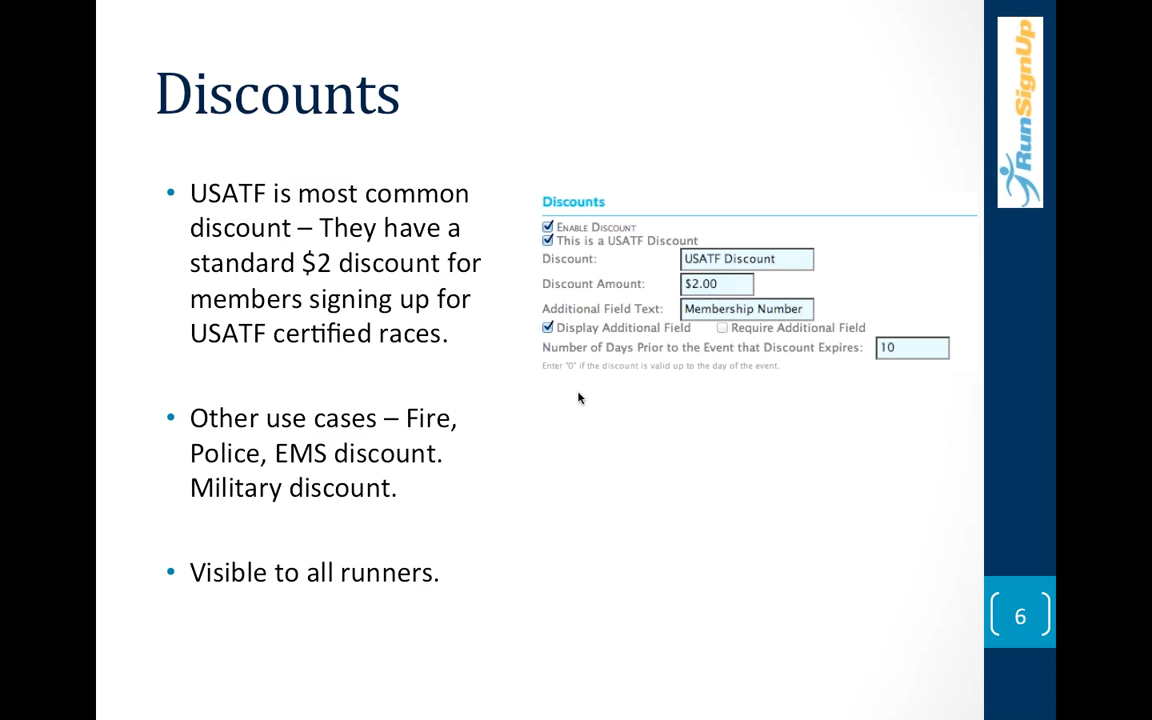 Discounts
• USATF is most common
discount – They have a
standard $2 discount for
members signing up for
USATF certified races.
• Other use cases – Fire,
Police, EMS discount.
Military discount.
• Visible to all runners.
Discounts
ENABLE DISCOUNT
This is a USATF Discount
Discount: USATF Discount
Discount Amount: $2.00
Additional Field Text: Membership Number
Display Additional Field Require Additional Field
Number of Days Prior to the Event that Discount Expires: 10
Enter "0" if the discount is valid up to the day of the event.
RunSignUp
6